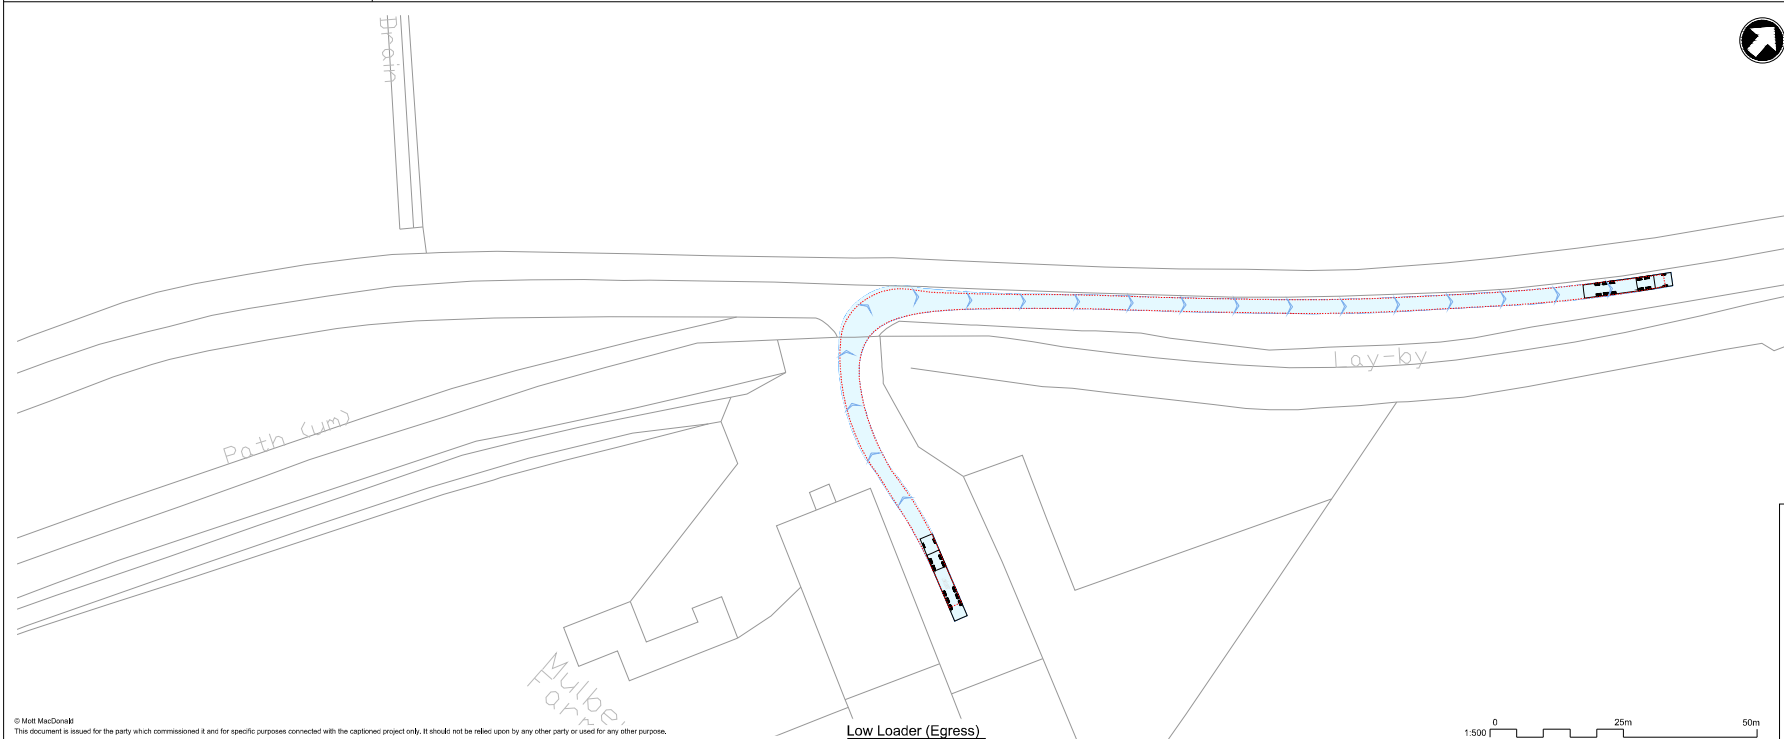 Drain
Path (um)
Lay-by
© Mott MacDonald
This document is issued for the party which commissioned it and for specific purposes connected with the captioned project only. It should not be relied upon by any other party or used for any other purpose.
Low Loader (Egress)
1:500
0 25m 50m